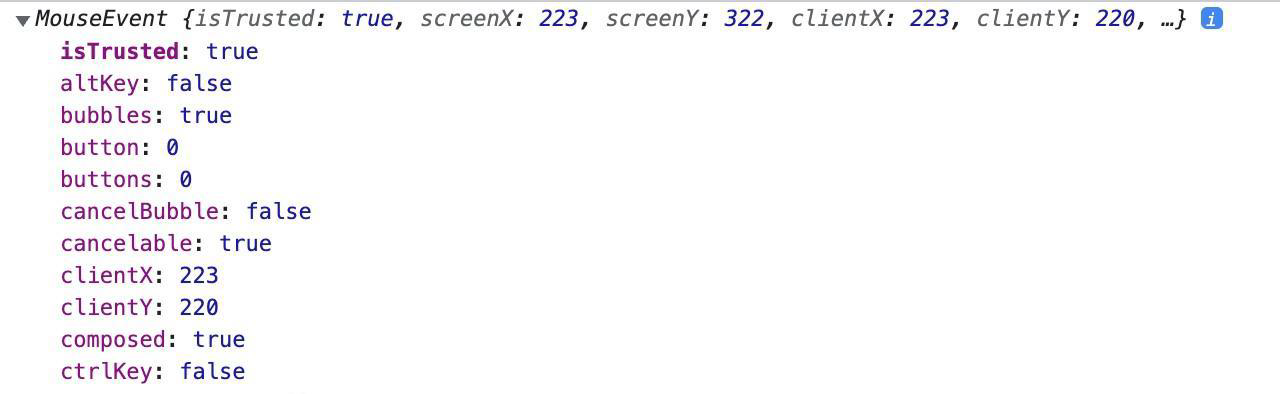 ▼MouseEvent {isTrusted: true, screenX: 223, screenY: 322, clientX: 223, clientY: 220, …} i
isTrusted: true
altKey: false
bubbles: true
button: 0
buttons: 0
cancelBubble: false
cancelable: true
clientX: 223
clientY: 220
composed: true
ctrlKey: false